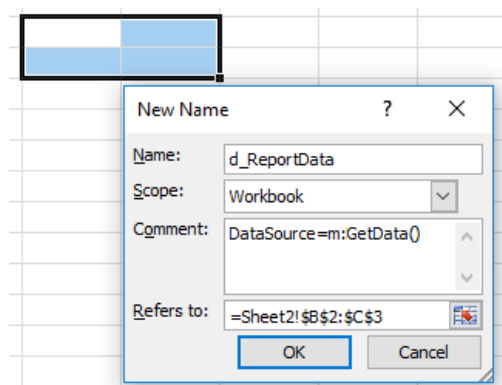 New Name ? ×
Name: d_ReportData
Scope: Workbook
Comment: DataSource=m:GetData()
Refers to: =Sheet2!$B$2:$C$3
OK Cancel